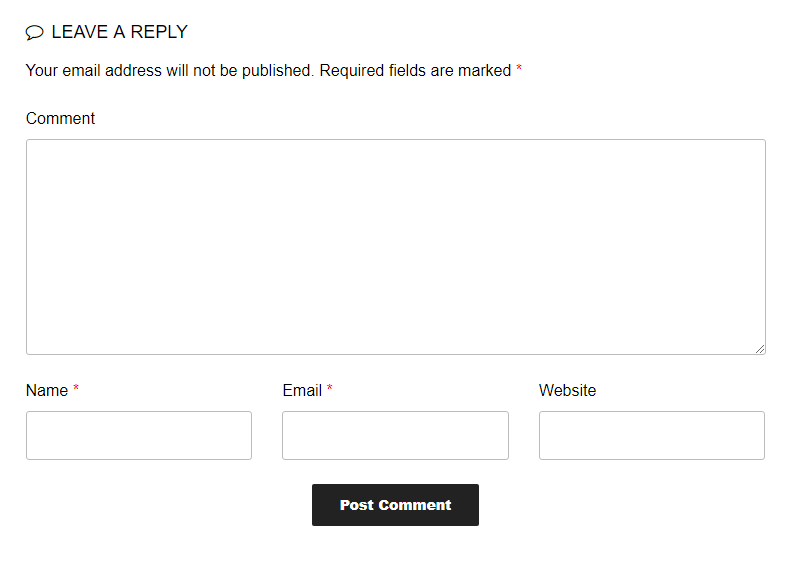 LEAVE A REPLY
Your email address will not be published. Required fields are marked *
Comment
Name * Email * Website
Post Comment